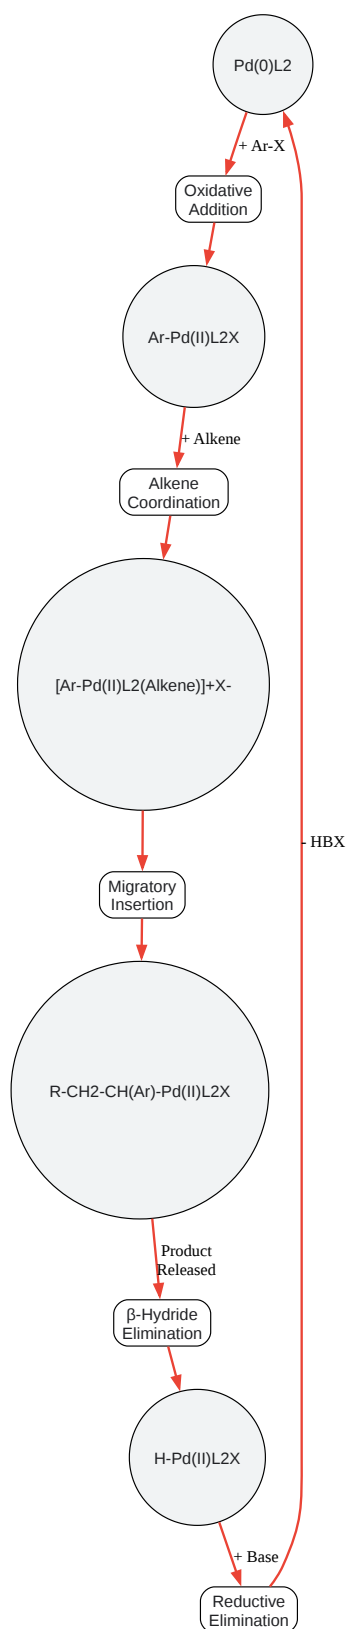 Pd(0)L2
+ Ar-X
Oxidative
Addition
Ar-Pd(II)L2X
+ Alkene
Alkene
Coordination
[Ar-Pd(II)L2(Alkene)]+X-
- HBX
Migratory
Insertion
R-CH2-CH(Ar)-Pd(II)L2X
Product
Released
β-Hydride
Elimination
H-Pd(II)L2X
+ Base
Reductive
Elimination